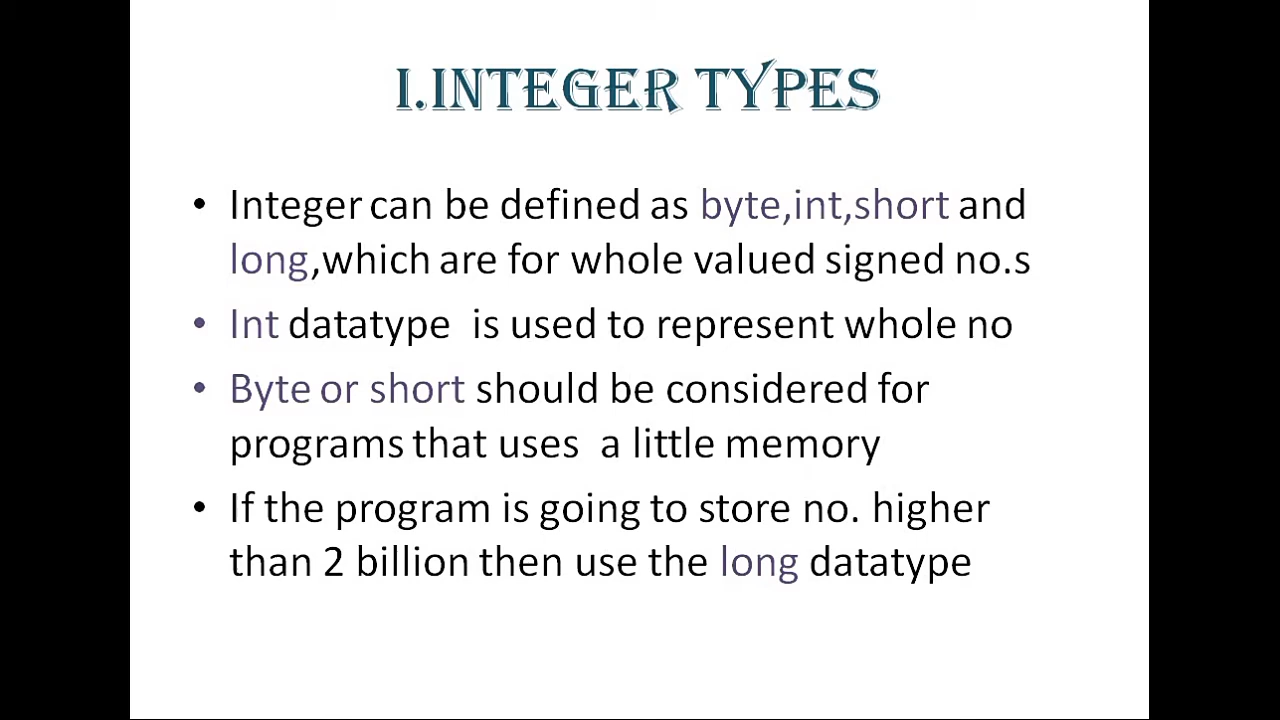 I.INTEGER TYPES
• Integer can be defined as byte,int,short and
long,which are for whole valued signed no.s
• Int datatype is used to represent whole no
• Byte or short should be considered for
programs that uses a little memory
• If the program is going to store no. higher
than 2 billion then use the long datatype